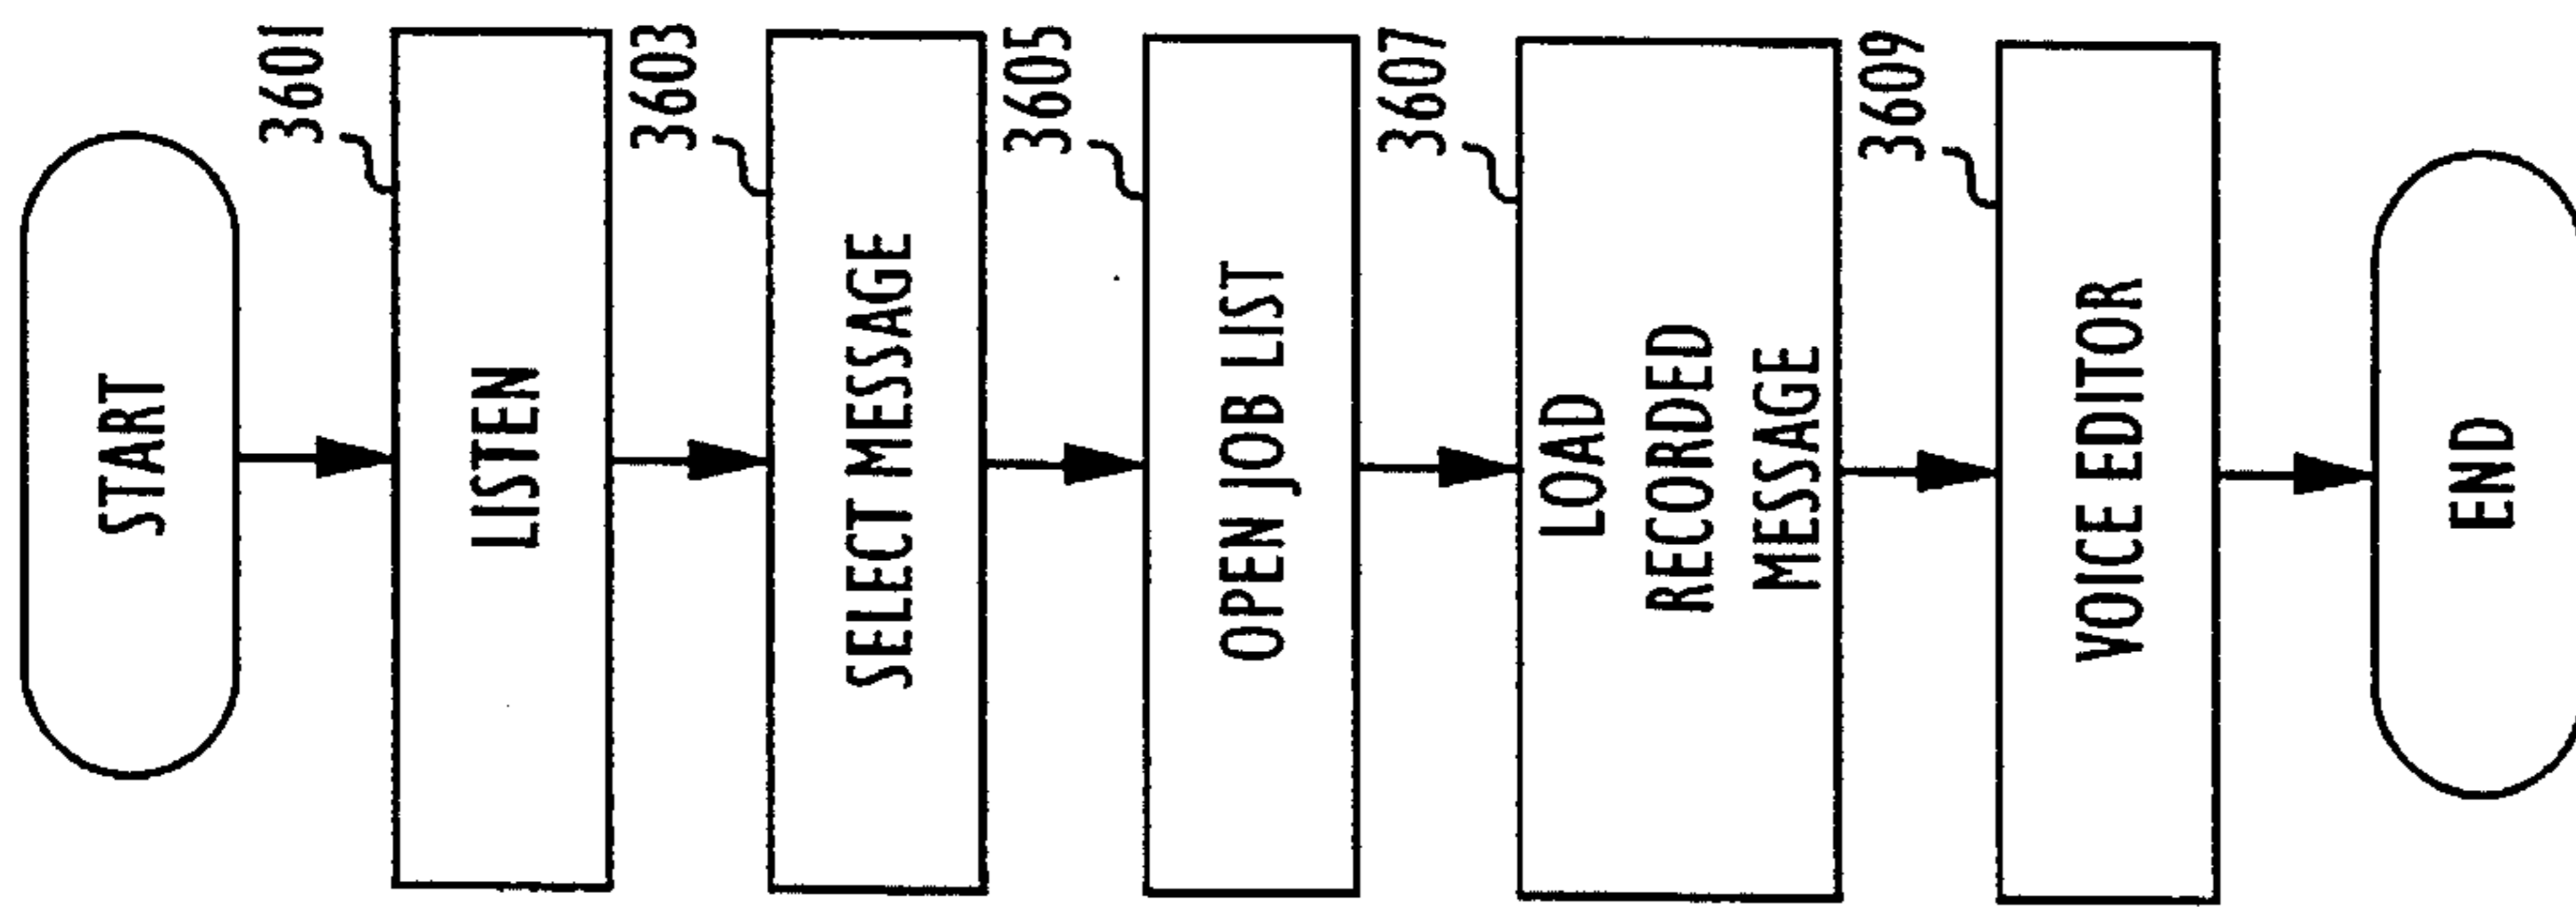 START
3601
LISTEN
3603
SELECT MESSAGE
3605
OPEN JOB LIST
3607
LOAD
RECORDED
MESSAGE
3609
VOICE EDITOR
END